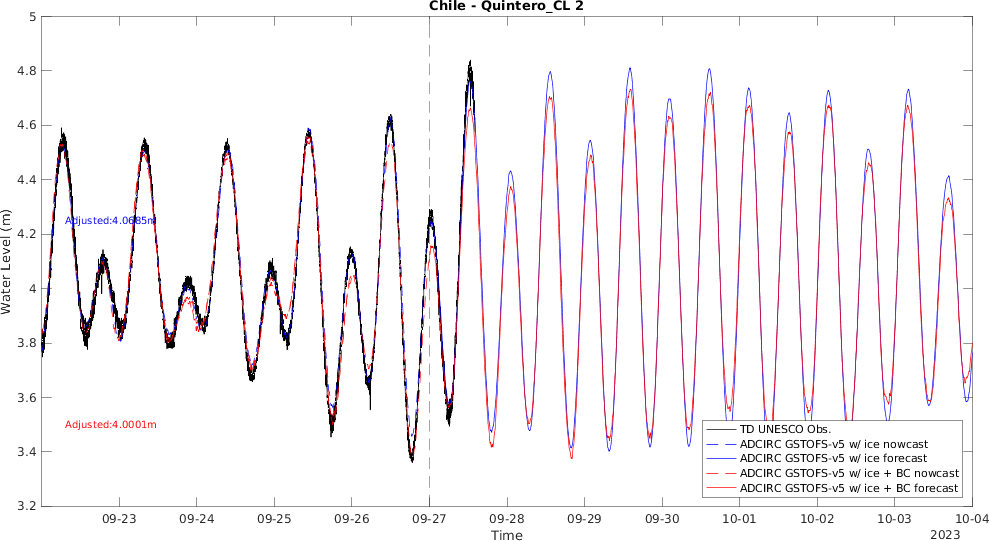 Chile - Quintero_CL 2
5
4.8
4.6
4.4
4.2
4
3.8
3.6
3.4
3.2
Water Level (m)
Adjusted:4.0685m
Adjusted:4.0001m
TD UNESCO Obs.
ADCIRC GSTOFS-v5 w/ ice nowcast
ADCIRC GSTOFS-v5 w/ ice forecast
ADCIRC GSTOFS-v5 w/ ice + BC nowcast
ADCIRC GSTOFS-v5 w/ ice + BC forecast
09-23 09-24 09-25 09-26 09-27 09-28 09-29 09-30 10-01 10-02 10-03 10-04
Time
2023